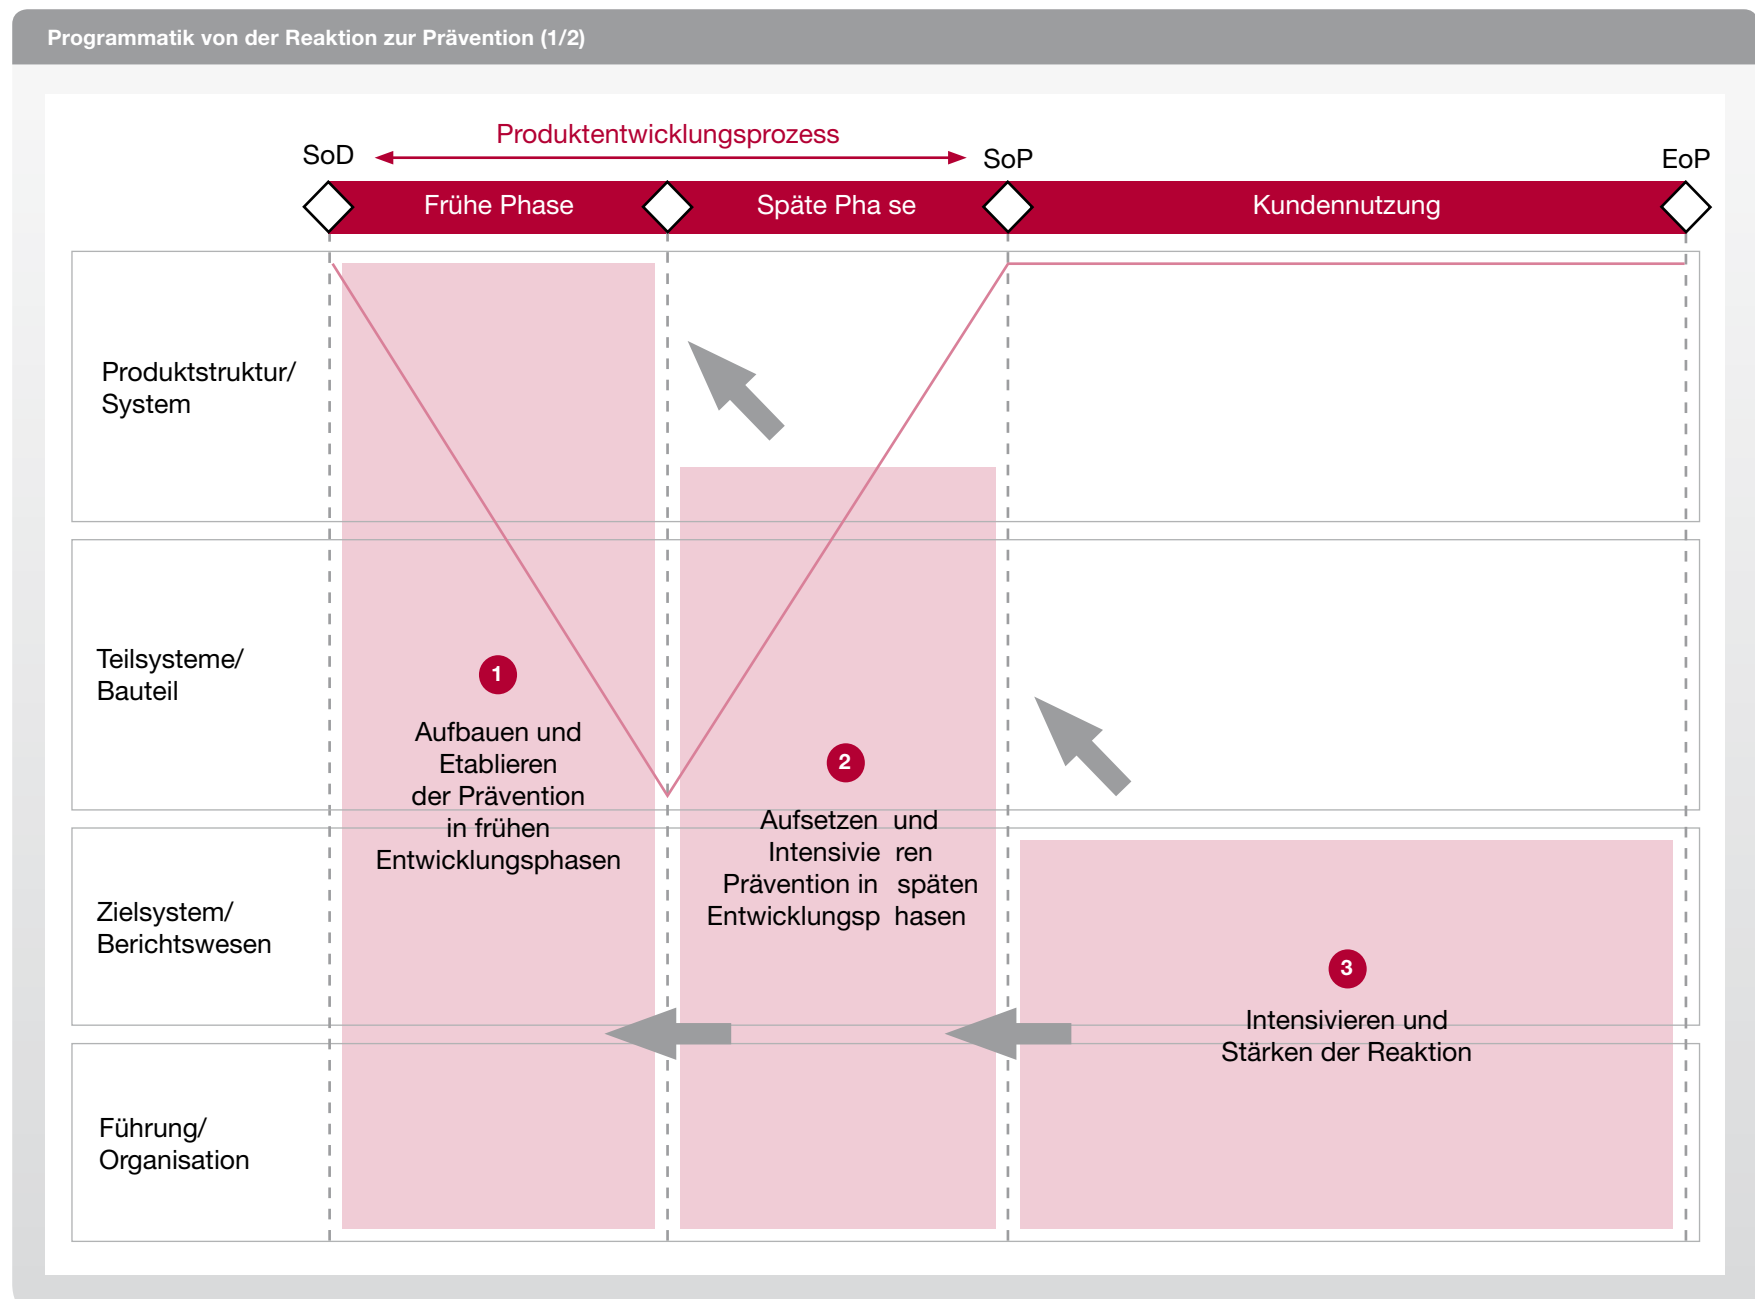 Programmatik von der Reaktion zur Prävention (1/2)
Produktentwicklungsprozess
SoD
SoP
EoP
Frühe Phase
Späte Pha se
Kundennutzung
Produktstruktur/
System
Teilsysteme/
Bauteil
Zielsystem/
Berichtswesen
Führung/
Organisation
1
Aufbauen und
Etablieren
der Prävention
in frühen
Entwicklungsphasen
2
Aufsetzen und
Intensivie ren
Prävention in späten
Entwicklungsp hasen
3
Intensivieren und
Stärken der Reaktion